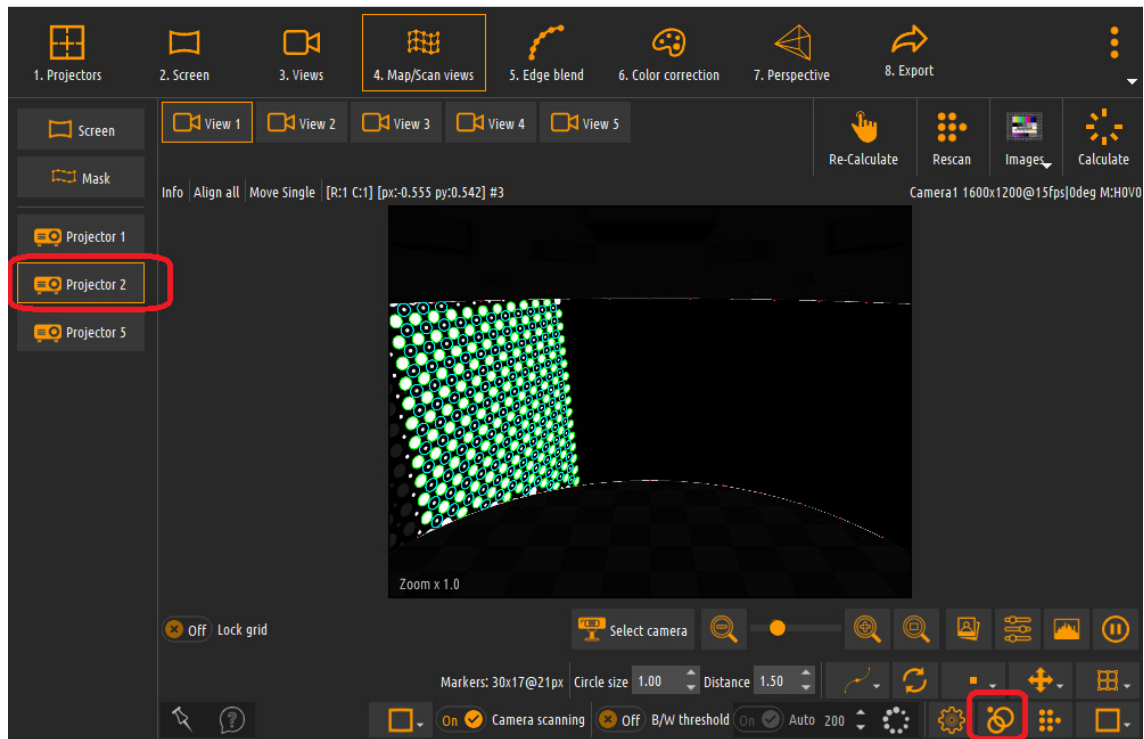 1. Projectors
2. Screen
3. Views
4. Map/Scan views
5. Edge blend
6. Color correction
7. Perspective
8. Export
Screen
Mask
Projector 1
Projector 2
Projector 5
View 1
View 2
View 3
View 4
View 5
Re-Calculate
Rescan
Images
Calculate
Info Align all Move Single [R:1 C:1] [px:-0.555 py:0.542] #3
Camera1 1600x1200@15fps|0deg M:H0V0
Zoom x 1.0
Off Lock grid
Select camera
Markers: 30x17@21px Circle size 1.00 Distance 1.50
On Camera scanning Off B/W threshold On Auto 200